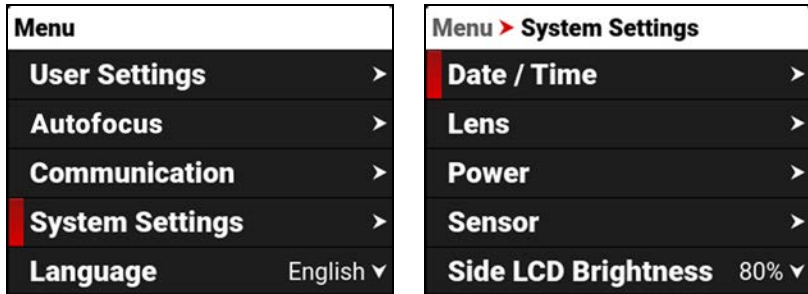 Menu
User Settings
Autofocus
Communication
System Settings
Language English
Menu > System Settings
Date / Time
Lens
Power
Sensor
Side LCD Brightness 80%